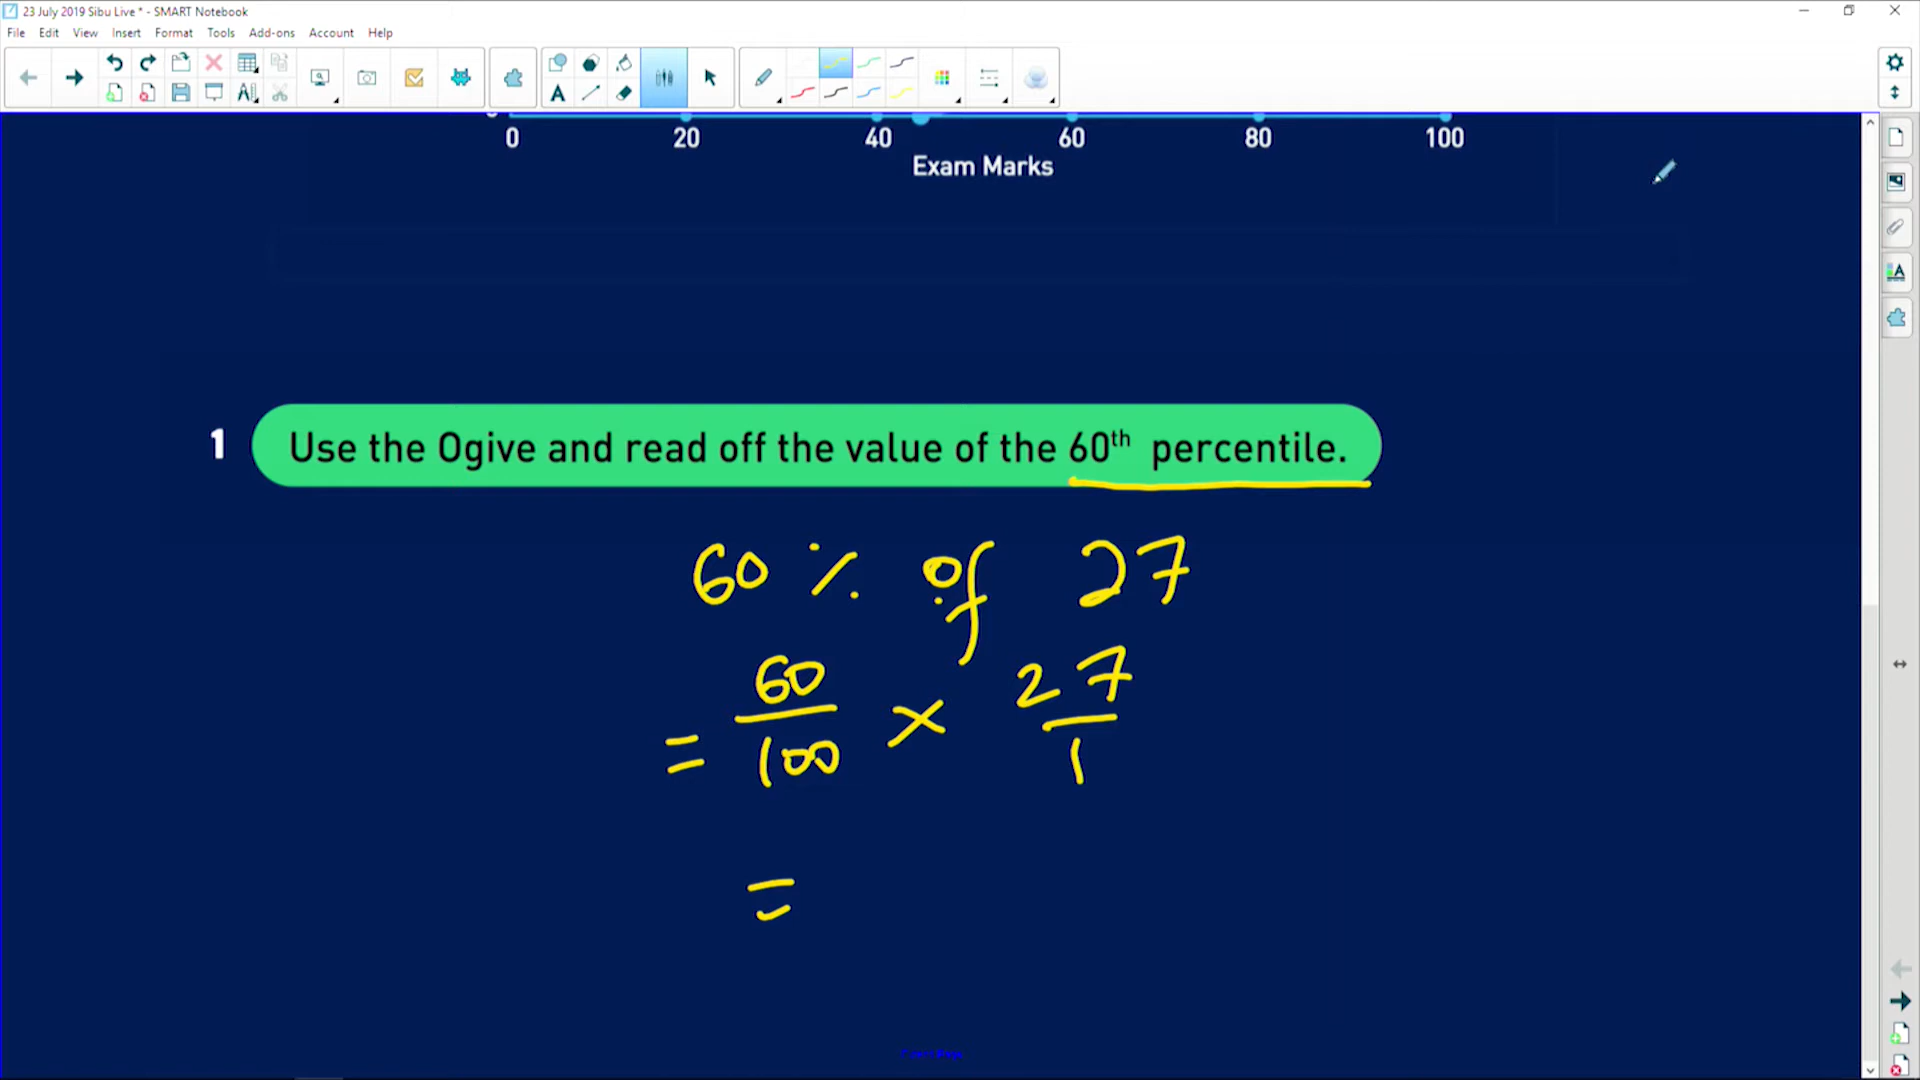 23 July 2019 Sibu Live * - SMART Notebook
File Edit View Insert Format Tools Add-ons Account Help
0 20 40 60 80 100
Exam Marks
1 Use the Ogive and read off the value of the 60th percentile.
60 % of 27
= 60/100 × 27/1
=